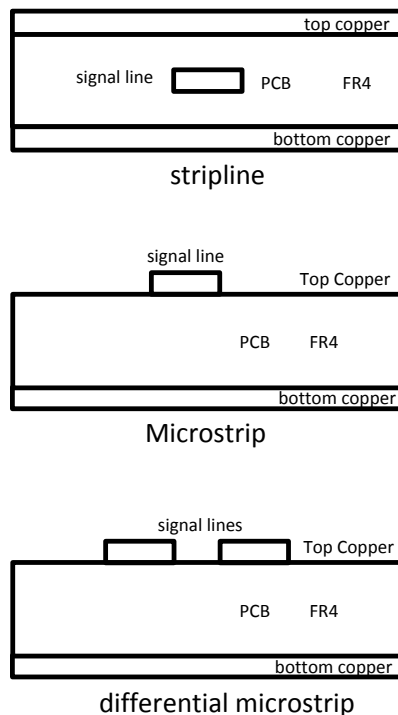 top copper
signal line
PCB FR4
bottom copper
stripline
signal line
Top Copper
PCB FR4
bottom copper
Microstrip
signal lines
Top Copper
PCB FR4
bottom copper
differential microstrip